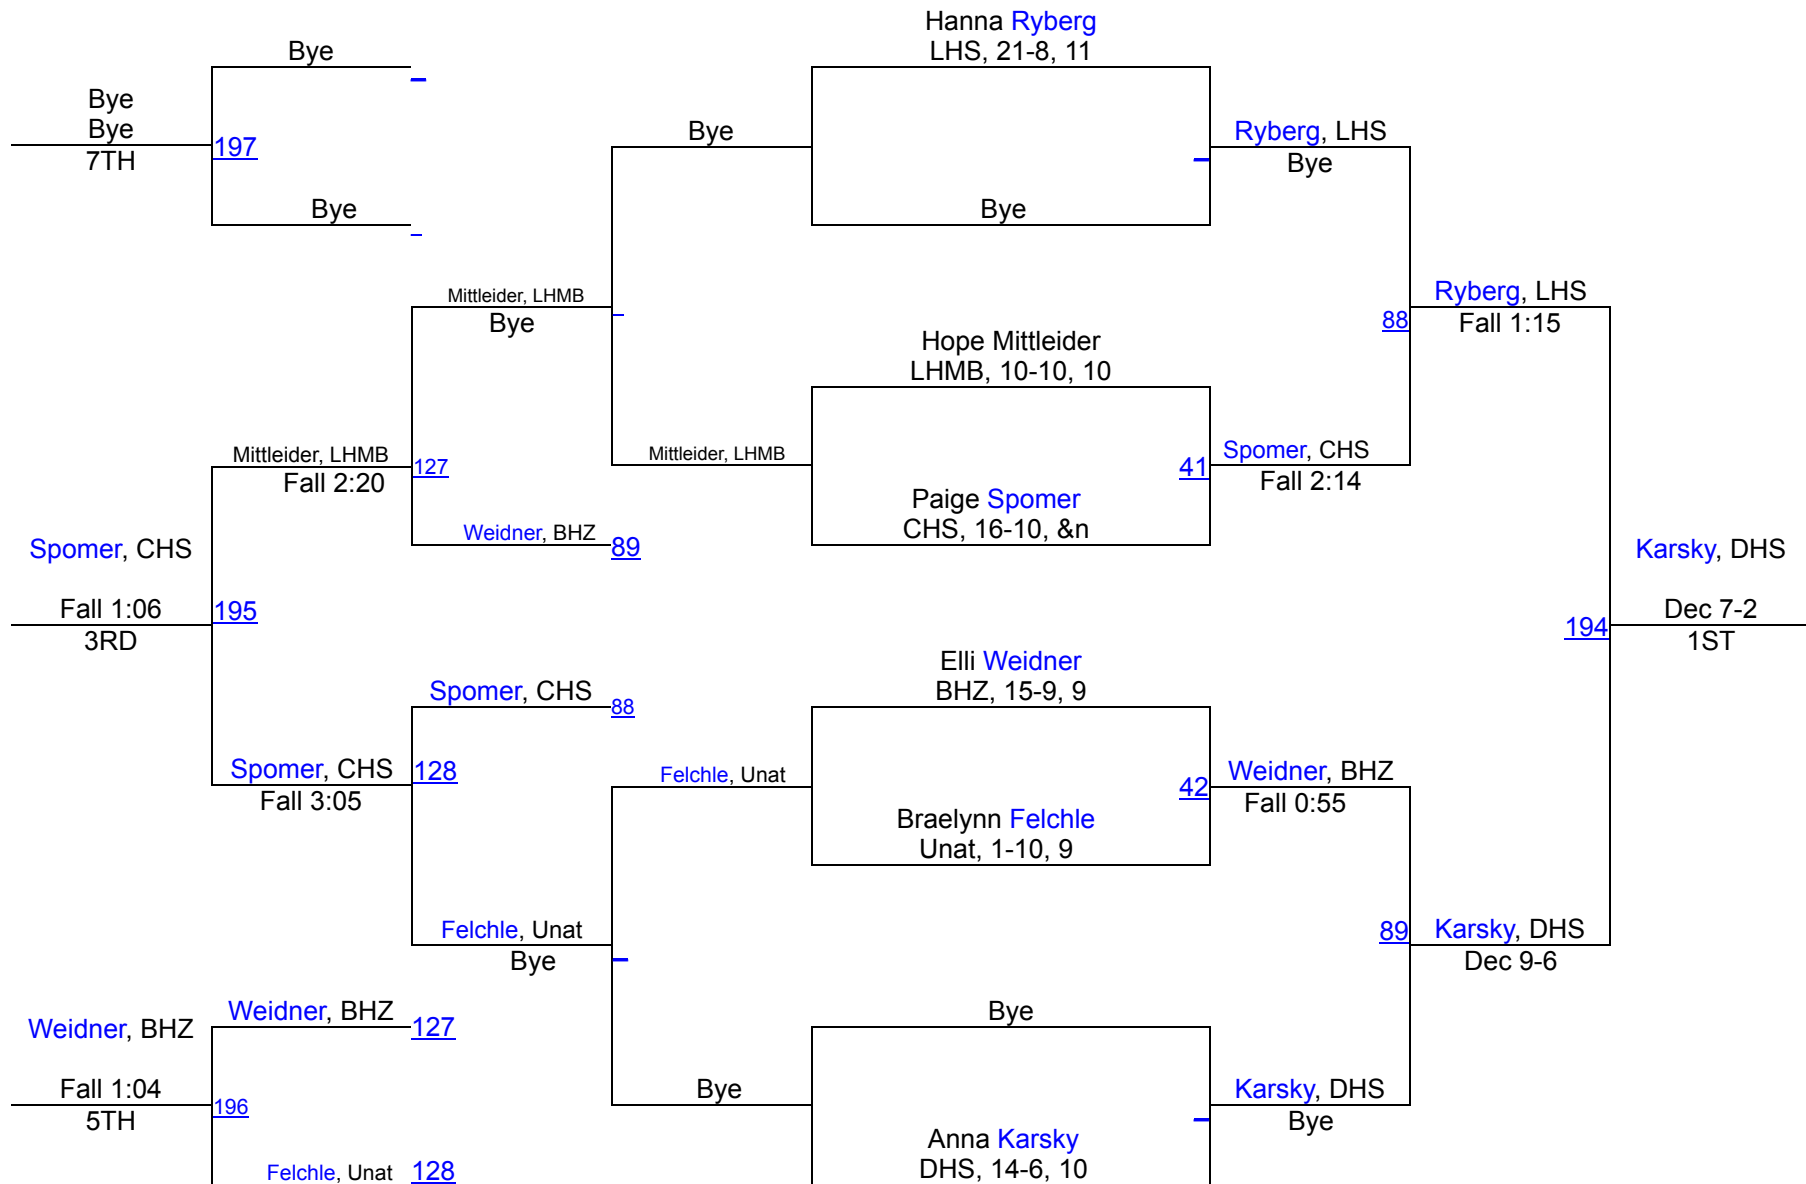 Hanna Ryberg
LHS, 21-8, 11
Bye
Bye
Bye
7TH
197
Bye
Bye
Ryberg, LHS
Bye
Bye
Mittleider, LHMB
Bye
Ryberg, LHS
Fall 1:15
88
Hope Mittleider
LHMB, 10-10, 10
Mittleider, LHMB
Fall 2:20
127
Mittleider, LHMB
41
Spomer, CHS
Fall 2:14
Paige Spomer
CHS, 16-10, &n
Weidner, BHZ
89
Spomer, CHS
Fall 1:06
3RD
195
Karsky, DHS
Dec 7-2
1ST
194
Elli Weidner
BHZ, 15-9, 9
Spomer, CHS
88
Spomer, CHS
Fall 3:05
128
Felchle, Unat
42
Weidner, BHZ
Fall 0:55
Braelynn Felchle
Unat, 1-10, 9
Felchle, Unat
Bye
89
Karsky, DHS
Dec 9-6
Weidner, BHZ
Fall 1:04
5TH
196
Weidner, BHZ
127
Bye
Bye
Karsky, DHS
Bye
Anna Karsky
DHS, 14-6, 10
Felchle, Unat
128